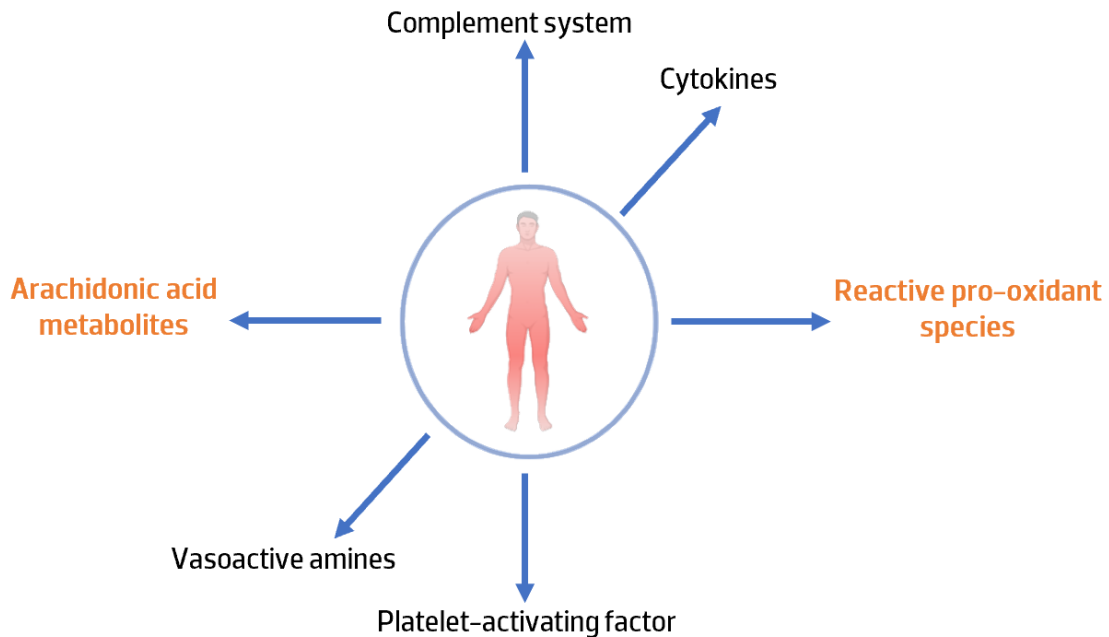 Complement system
Cytokines
Arachidonic acid
metabolites
Reactive pro-oxidant
species
Vasoactive amines
Platelet-activating factor